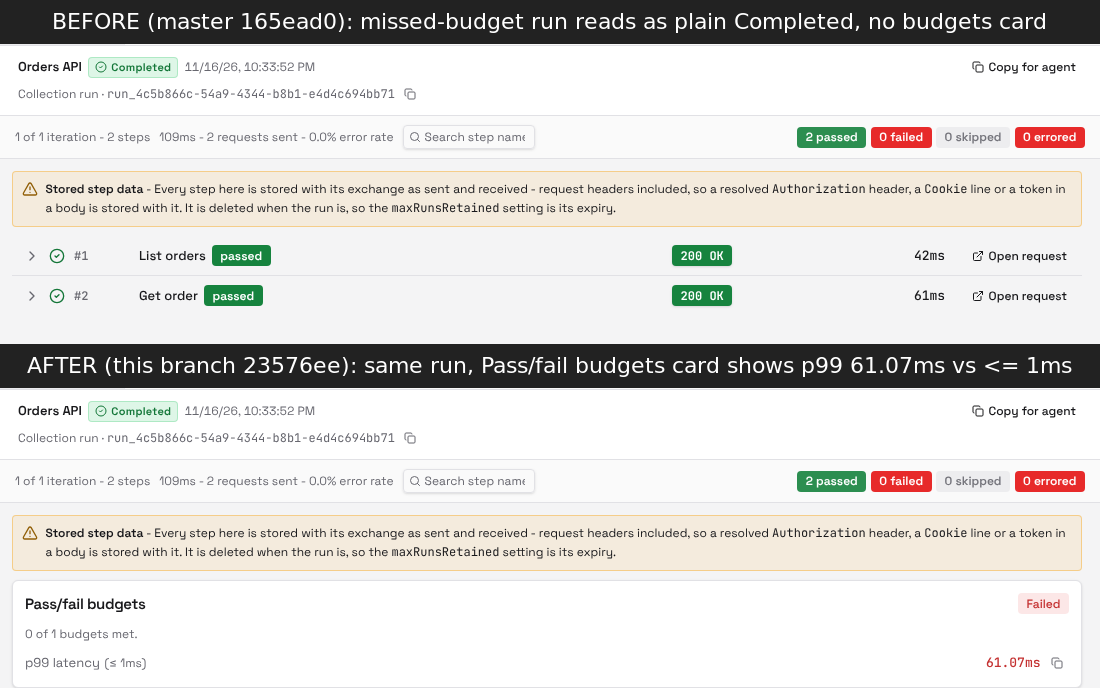 BEFORE (master 165ead0): missed-budget run reads as plain Completed, no budgets card
Orders API Completed 11/16/26, 10:33:52 PM Copy for agent
Collection run · run_4c5b866c-54a9-4344-b8b1-e4d4c694bb71
1 of 1 iteration - 2 steps 109ms - 2 requests sent - 0.0% error rate Search step name 2 passed 0 failed 0 skipped 0 errored
Stored step data - Every step here is stored with its exchange as sent and received - request headers included, so a resolved Authorization header, a Cookie line or a token in
a body is stored with it. It is deleted when the run is, so the maxRunsRetained setting is its expiry.
#1 List orders passed 200 OK 42ms Open request
#2 Get order passed 200 OK 61ms Open request
AFTER (this branch 23576ee): same run, Pass/fail budgets card shows p99 61.07ms vs <= 1ms
Orders API Completed 11/16/26, 10:33:52 PM Copy for agent
Collection run · run_4c5b866c-54a9-4344-b8b1-e4d4c694bb71
1 of 1 iteration - 2 steps 109ms - 2 requests sent - 0.0% error rate Search step name 2 passed 0 failed 0 skipped 0 errored
Stored step data - Every step here is stored with its exchange as sent and received - request headers included, so a resolved Authorization header, a Cookie line or a token in
a body is stored with it. It is deleted when the run is, so the maxRunsRetained setting is its expiry.
Pass/fail budgets Failed
0 of 1 budgets met.
p99 latency (≤ 1ms) 61.07ms